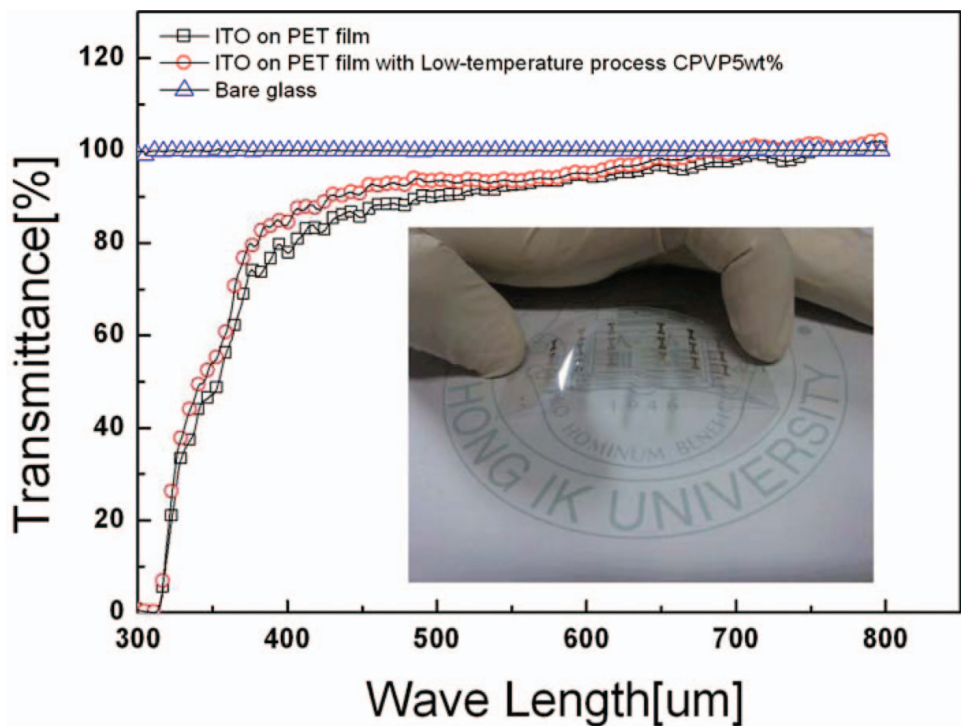 ITO on PET film
ITO on PET film with Low-temperature process CPVP5wt%
Bare glass
120
100
80
60
40
20
0
Transmittance[%]
300 400 500 600 700 800
Wave Length[um]
HOMINUM
1946
HONG IK UNIVERSITY